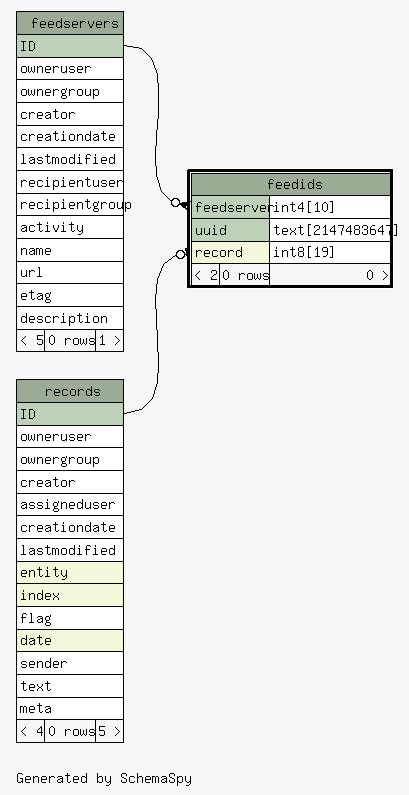 feedservers
ID
owneruser
ownergroup
creator
creationdate
lastmodified
recipientuser
recipientgroup
activity
name
url
etag
description
< 5 0 rows 1 >
feedids
feedserver int4[10]
uuid text[2147483647]
record int8[19]
< 2 0 rows 0 >
records
ID
owneruser
ownergroup
creator
assigneduser
creationdate
lastmodified
entity
index
flag
date
sender
text
meta
< 4 0 rows 5 >
Generated by SchemaSpy